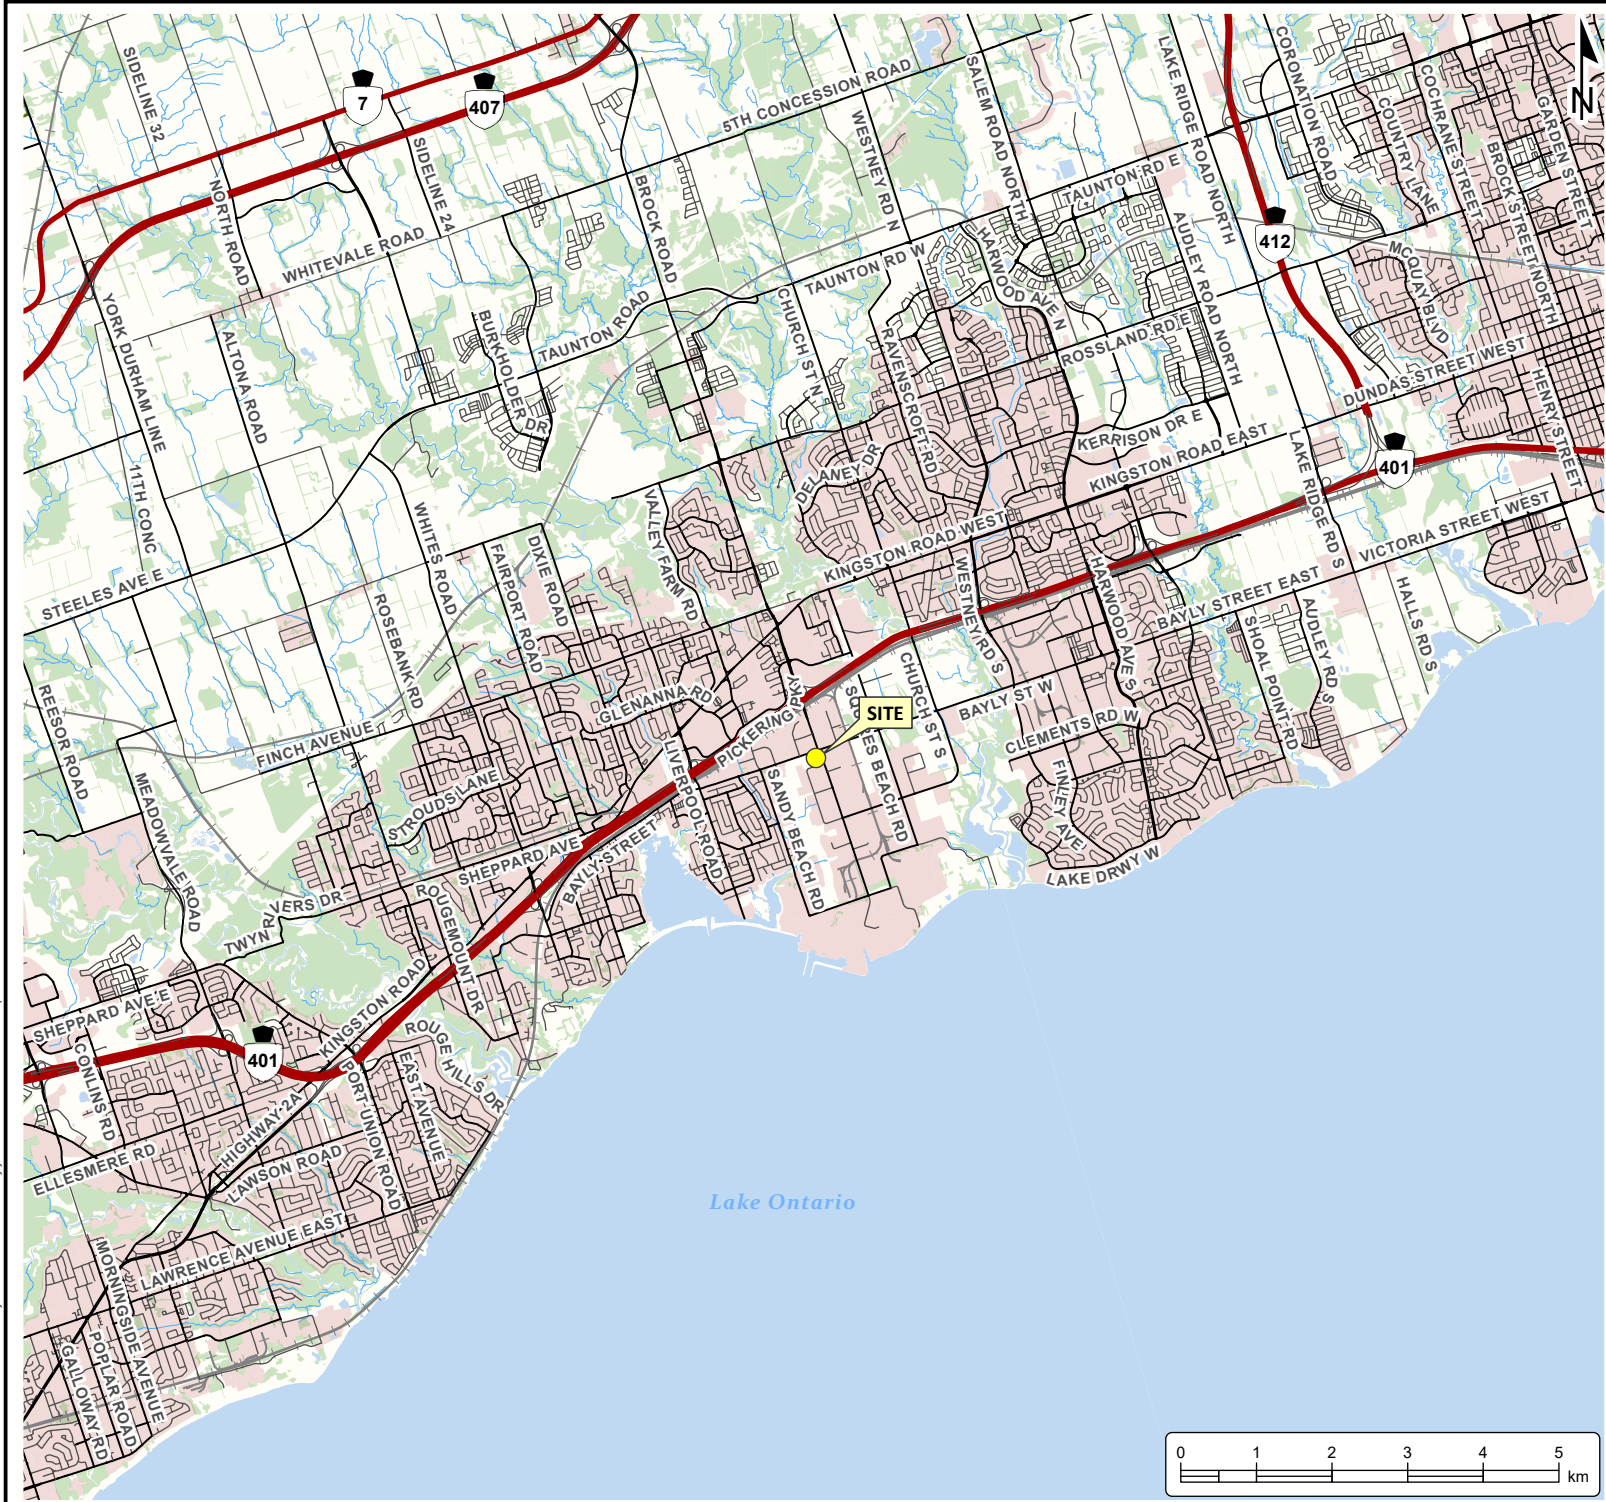 SIDELINE 32
7
407
SIDELINE 24
5TH CONCESSION ROAD
WESTNEY RD N
SALEM ROAD NORTH
LAKE RIDGE ROAD NORTH
CORONATION ROAD
COUNTRY LANE
COCHRANE STREET
BROCK STREET NORTH
GARDEN STREET
N
NORTH ROAD
WHITEVALE ROAD
BROCK ROAD
TAUNTON RD E
TAUNTON RD W
HARWOOD AVE N
AUDLEY ROAD NORTH
412
MCQUAY BLVD
YORK DURHAM LINE
ALTONA ROAD
BURKHOLDER DR
TAUNTON ROAD
CHURCH ST N
RAVENSCROFT RD
ROSSLAND RD E
DUNDAS STREET WEST
HENRY STREET
11TH CONC
DELANEY DR
KERRISON DR E
KINGSTON ROAD EAST
LAKE RIDGE RD S
401
VICTORIA STREET WEST
WHITES ROAD
FAIRPORT ROAD
DIXIE ROAD
VALLEY FARM RD
KINGSTON ROAD WEST
WESTNEY RD S
HARWOOD AVE S
BAYLY STREET EAST
STEELES AVE E
ROSEBANK RD
SHOAL POINT RD
AUDLEY RD S
HALLS RD S
REESOR ROAD
FINCH AVENUE
GLENANNA RD
PICKERING PKY
SITE
CHURCH ST S
BAYLY ST W
CLEMENTS RD W
MEADOWVALE ROAD
STROUDS LANE
LIVERPOOL ROAD
SANDY BEACH RD
FINLEY AVE
SHEPPARD AVE
BAYLY STREET
LAKE DRWY W
TWYN RIVERS DR
ROUGEMOUNT DR
SHEPPARD AVE E
401
KINGSTON ROAD
ROUGE HILLS DR
CONLINS RD
PORT UNION ROAD
EAST AVENUE
HIGHWAY 2A
ELLESMERE RD
LAWSON ROAD
Lake Ontario
LAWRENCE AVENUE EAST
MORNINGSIDE AVENUE
POPLAR ROAD
GALLOWAY RD
0 1 2 3 4 5
km